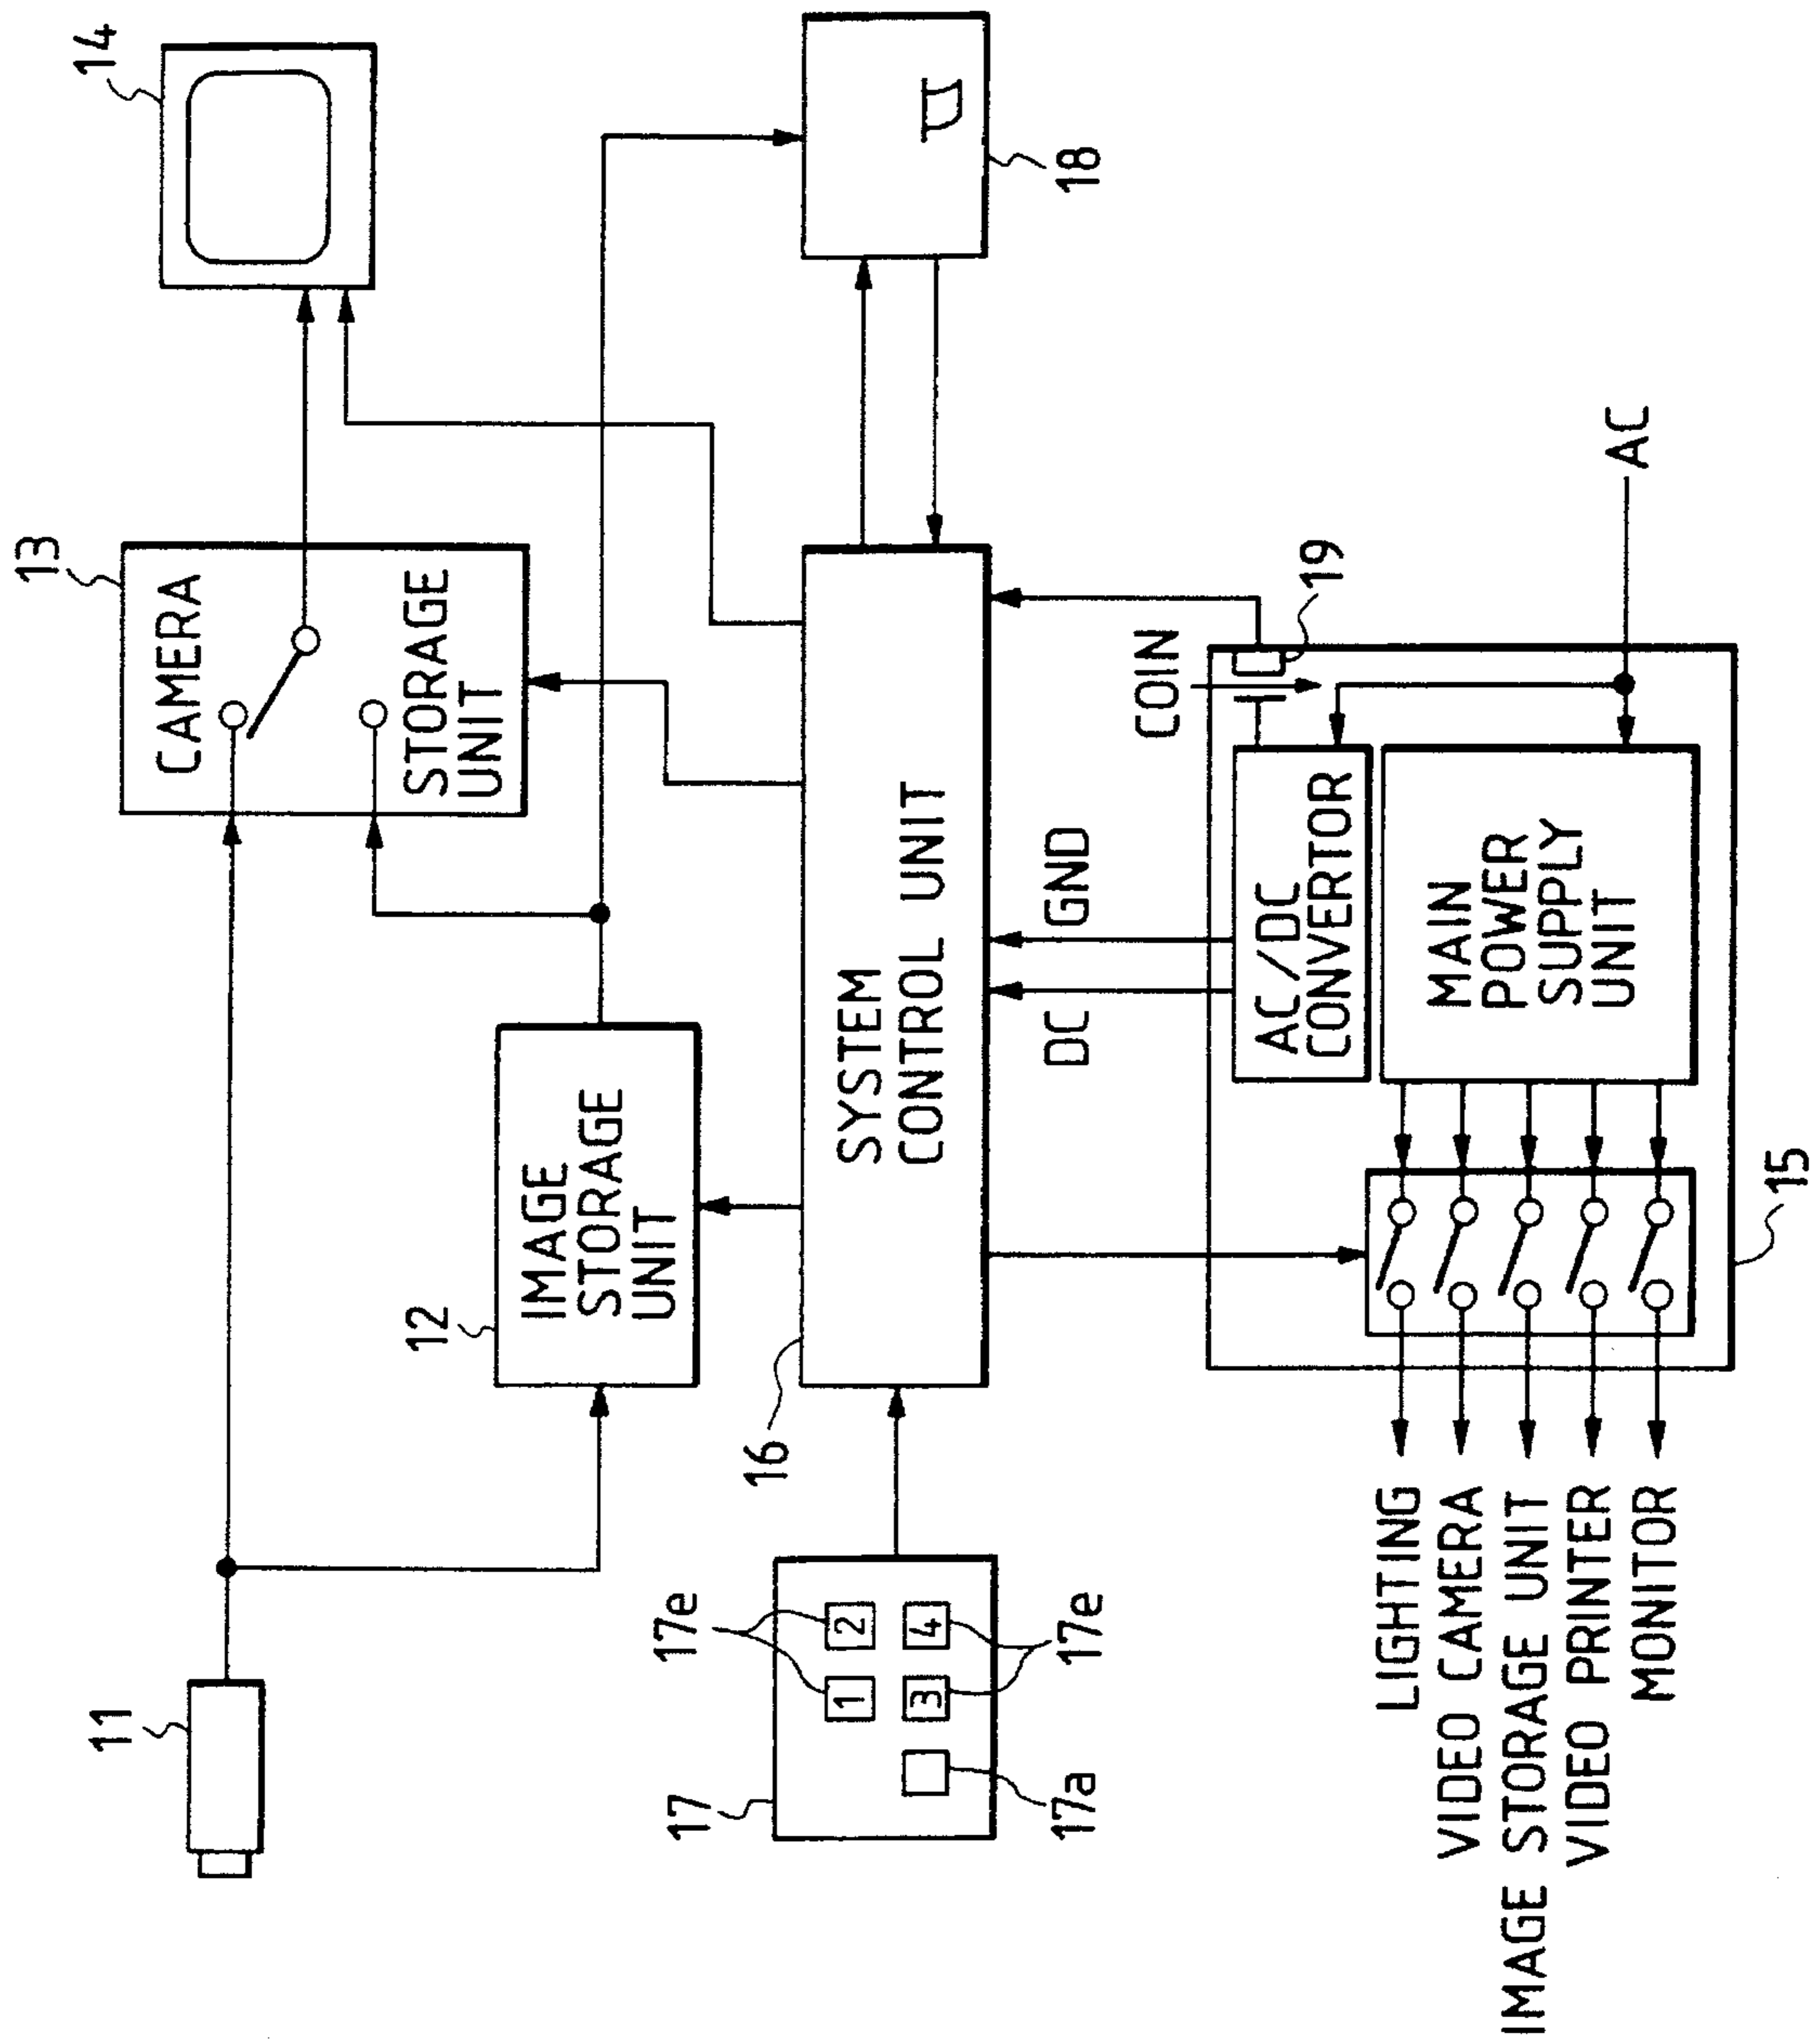 11
12
IMAGE
STORAGE
UNIT
13
CAMERA
STORAGE
UNIT
14
17
17e
1
2
3
4
17a
17e
16
SYSTEM
CONTROL UNIT
18
DC
GND
COIN
19
AC/DC
CONVERTOR
AC
MAIN
POWER
SUPPLY
UNIT
15
LIGHTING
VIDEO CAMERA
IMAGE STORAGE UNIT
VIDEO PRINTER
MONITOR